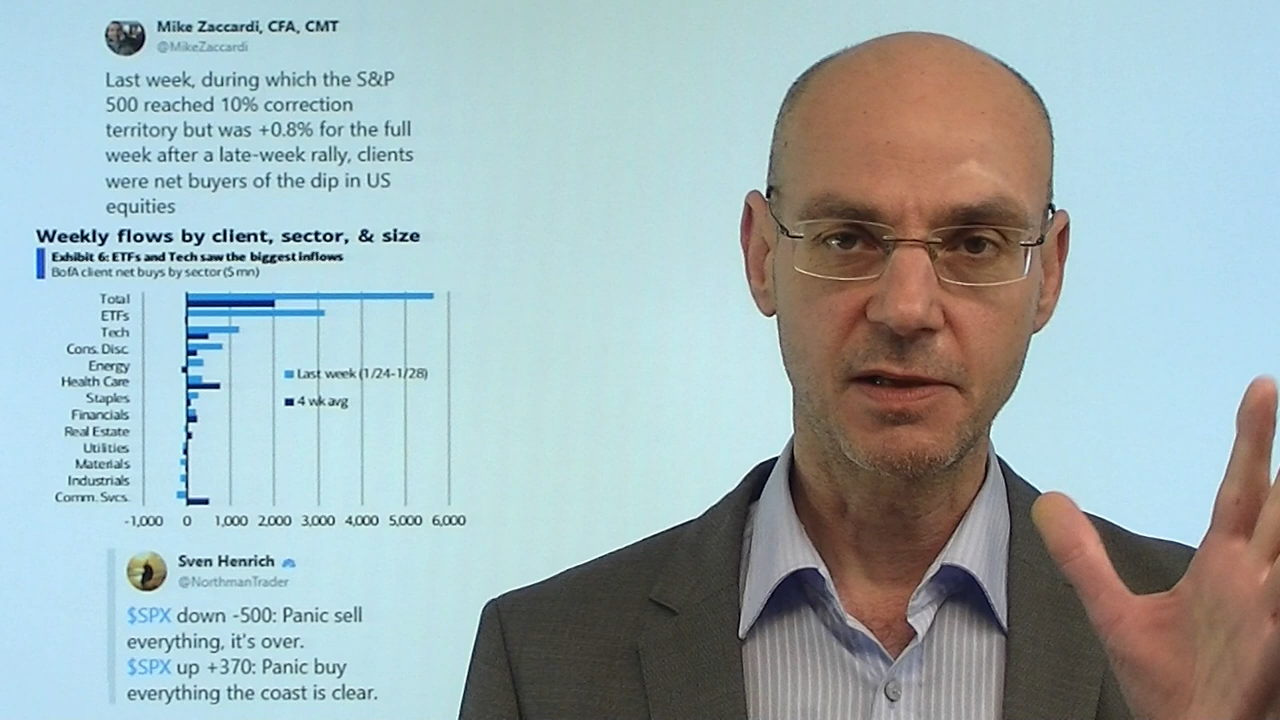 Mike Zaccardi, CFA, CMT
@MikeZaccardi
Last week, during which the S&P
500 reached 10% correction
territory but was +0.8% for the full
week after a late-week rally, clients
were net buyers of the dip in US
equities
Weekly flows by client, sector, & size
Exhibit 6: ETFs and Tech saw the biggest inflows
BofA client net buys by sector ($ mn)
Total
ETFs
Tech
Cons. Disc.
Energy
Health Care
Staples
Financials
Real Estate
Utilities
Materials
Industrials
Comm. Svcs.
Last week (1/24-1/28)
4 wk avg
-1,000 0 1,000 2,000 3,000 4,000 5,000 6,000
Sven Henrich
@NorthmanTrader
$SPX down -500: Panic sell
everything, it's over.
$SPX up +370: Panic buy
everything the coast is clear.